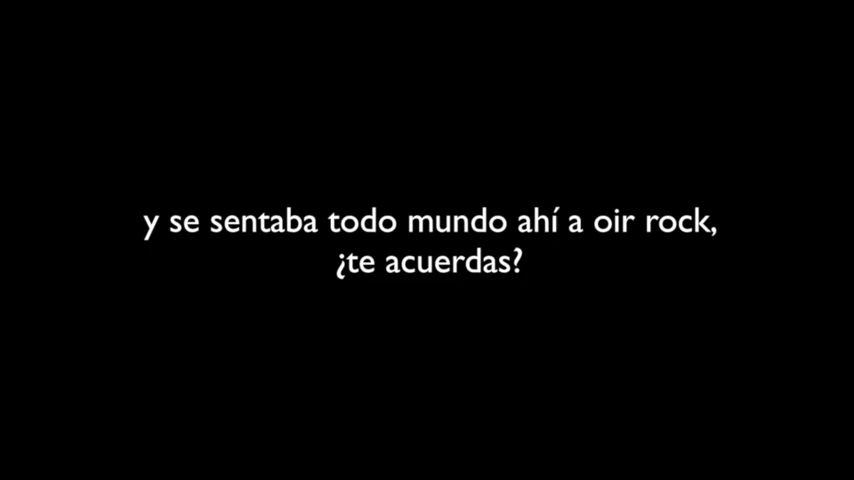 y se sentaba todo mundo ahí a oir rock,
¿te acuerdas?